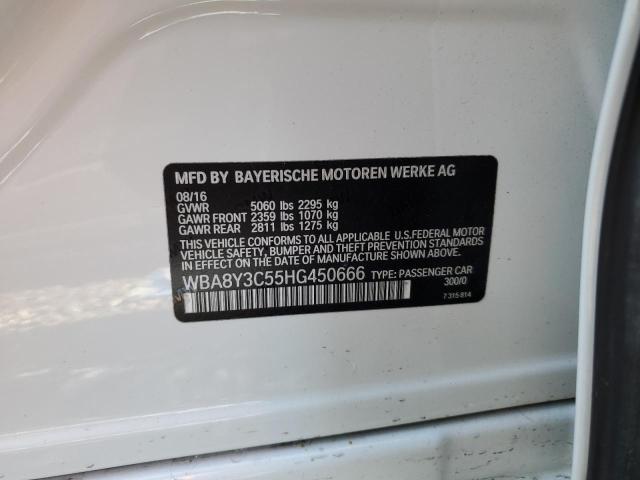 MFD BY BAYERISCHE MOTOREN WERKE AG
08/16
GVWR 5060 lbs 2295 kg
GAWR FRONT 2359 lbs 1070 kg
GAWR REAR 2811 lbs 1275 kg
THIS VEHICLE CONFORMS TO ALL APPLICABLE U.S.FEDERAL MOTOR
VEHICLE SAFETY, BUMPER AND THEFT PREVENTION STANDARDS
IN EFFECT ON THE DATE OF MANUFACTURE SHOWN ABOVE.
WBA8Y3C55HG450666 TYPE: PASSENGER CAR
300/0
7 315 814